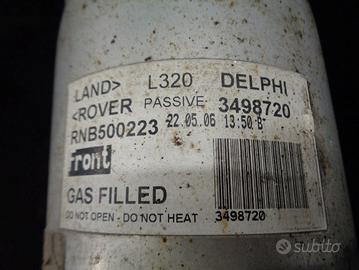 LAND> L320 DELPHI
<ROVER PASSIVE 3498720
RNB500223 22.05.06 13:50 B
Front
GAS FILLED
DO NOT OPEN - DO NOT HEAT 3498720
subito